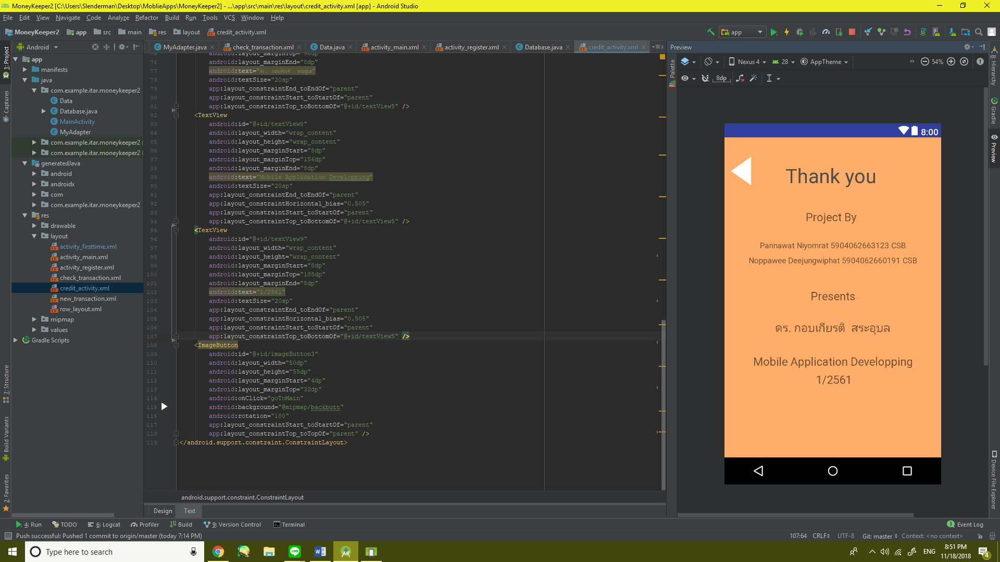 MoneyKeeper2 [C:\Users\Slenderman\Desktop\MoblieApps\MoneyKeeper2] - ...\app\src\main\res\layout\credit_activity.xml [app] - Android Studio
File Edit View Navigate Code Analyze Refactor Build Run Tools VCS Window Help
MoneyKeeper2 app src main res layout credit_activity.xml
app
Android
MyAdapter.java check_transaction.xml Data.java activity_main.xml activity_register.xml Database.java credit_activity.xml
1: Project
Captures
7: Structure
Build Variants
2: Favorites
app
manifests
java
com.example.itar.moneykeeper2
Data
Database.java
MainActivity
MyAdapter
com.example.itar.moneykeeper2 (
com.example.itar.moneykeeper2 (
generatedJava
android
androidx
com
com.example.itar.moneykeeper2
res
drawable
layout
activity_firsttime.xml
activity_main.xml
activity_register.xml
check_transaction.xml
credit_activity.xml
new_transaction.xml
row_layout.xml
mipmap
values
Gradle Scripts
75 android:layout_marginTop="96dp"
76 android:layout_marginEnd="8dp"
77 android:text="ดร. กอบเกียรติ สระอุบล"
78 android:textSize="20sp"
79 app:layout_constraintEnd_toEndOf="parent"
80 app:layout_constraintStart_toStartOf="parent"
81 app:layout_constraintTop_toBottomOf="@+id/textView5" />
82 <TextView
83 android:id="@+id/textView8"
84 android:layout_width="wrap_content"
85 android:layout_height="wrap_content"
86 android:layout_marginStart="8dp"
87 android:layout_marginTop="156dp"
88 android:layout_marginEnd="8dp"
89 android:text="Mobile Application Developping"
90 android:textSize="20sp"
91 app:layout_constraintEnd_toEndOf="parent"
92 app:layout_constraintHorizontal_bias="0.505"
93 app:layout_constraintStart_toStartOf="parent"
94 app:layout_constraintTop_toBottomOf="@+id/textView5" />
95 <TextView
96 android:id="@+id/textView9"
97 android:layout_width="wrap_content"
98 android:layout_height="wrap_content"
99 android:layout_marginStart="8dp"
100 android:layout_marginTop="188dp"
101 android:layout_marginEnd="8dp"
102 android:text="1/2561"
103 android:textSize="20sp"
104 app:layout_constraintEnd_toEndOf="parent"
105 app:layout_constraintHorizontal_bias="0.505"
106 app:layout_constraintStart_toStartOf="parent"
107 app:layout_constraintTop_toBottomOf="@+id/textView5" />
108 <ImageButton
109 android:id="@+id/imageButton3"
110 android:layout_width="50dp"
111 android:layout_height="55dp"
112 android:layout_marginStart="4dp"
113 android:layout_marginTop="32dp"
114 android:onClick="goToMain"
115 android:background="@mipmap/backbutt"
116 android:rotation="180"
117 app:layout_constraintStart_toStartOf="parent"
118 app:layout_constraintTop_toTopOf="parent" />
119 </android.support.constraint.ConstraintLayout>
android.support.constraint.ConstraintLayout
Design Text
Preview
Palette
Nexus 4 28 AppTheme 54%
8dp
8:00
Thank you
Project By
Pannawat Niyomrat 5904062663123 CSB
Noppawee Deejungwiphat 5904062660191 CSB
Presents
ดร. กอบเกียรติ สระอุบล
Mobile Application Developping
1/2561
8: Hierarchy
Gradle
Preview
Device File Explorer
4: Run TODO 6: Logcat Profiler Build 9: Version Control Terminal
3 Event Log
Push successful: Pushed 1 commit to origin/master (today 7:14 PM)
107:64 CRLF UTF-8 Git: master Context: <no context>
Type here to search
ENG
8:51 PM
11/18/2018
4